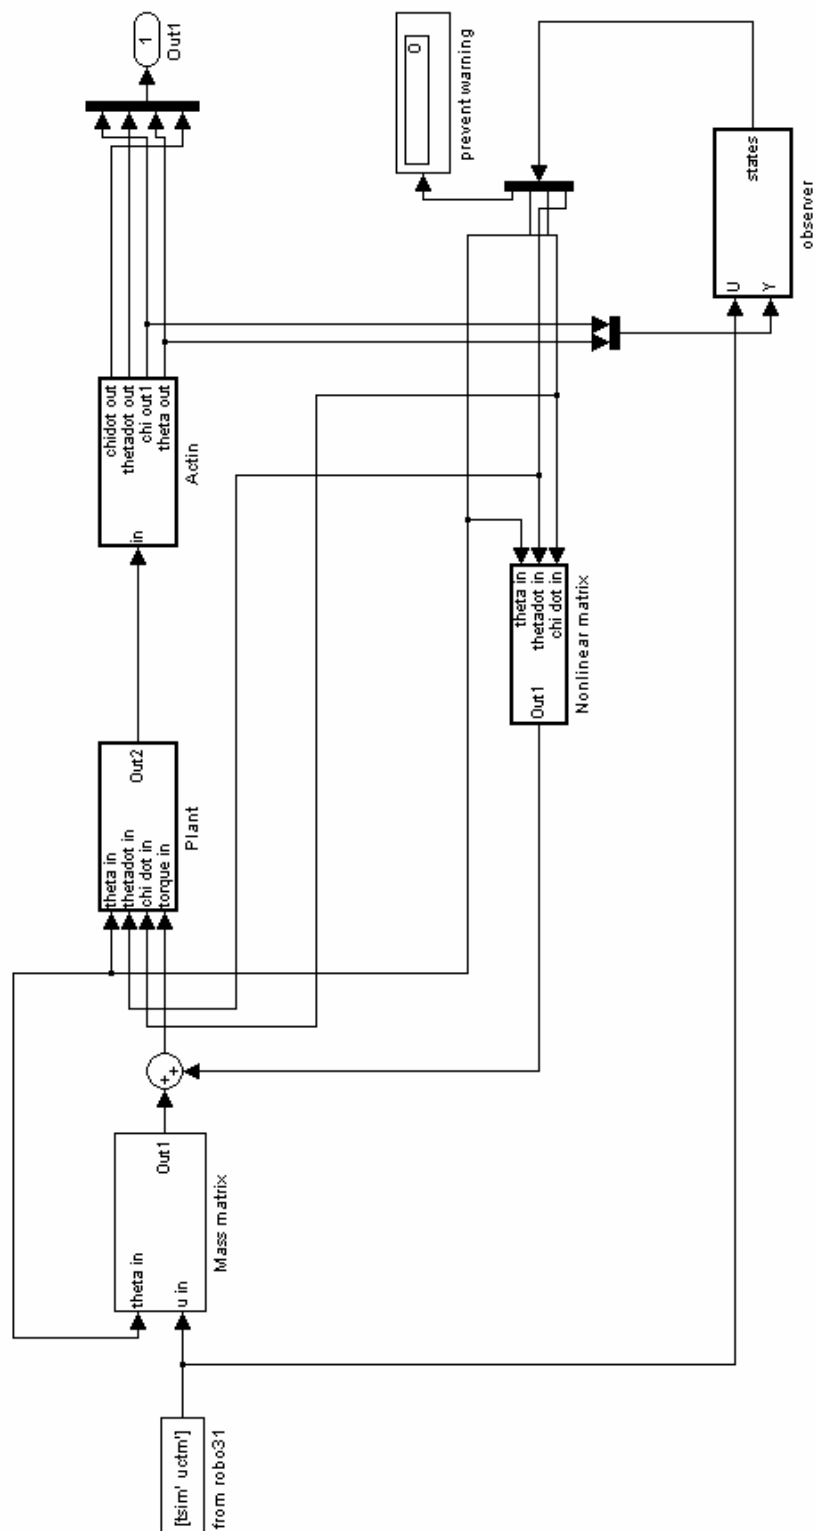 [tsim' uctm']
from robo31
theta in
u in
Out1
Mass matrix
+
+
theta in
thetadot in
chi dot in
torque in
Out2
Plant
in
chidot out
thetadot out
chi out1
theta out
Actin
1
Out1
0
prevent warning
theta in
thetadot in
chi dot in
Out1
Nonlinear matrix
U
Y
states
observer